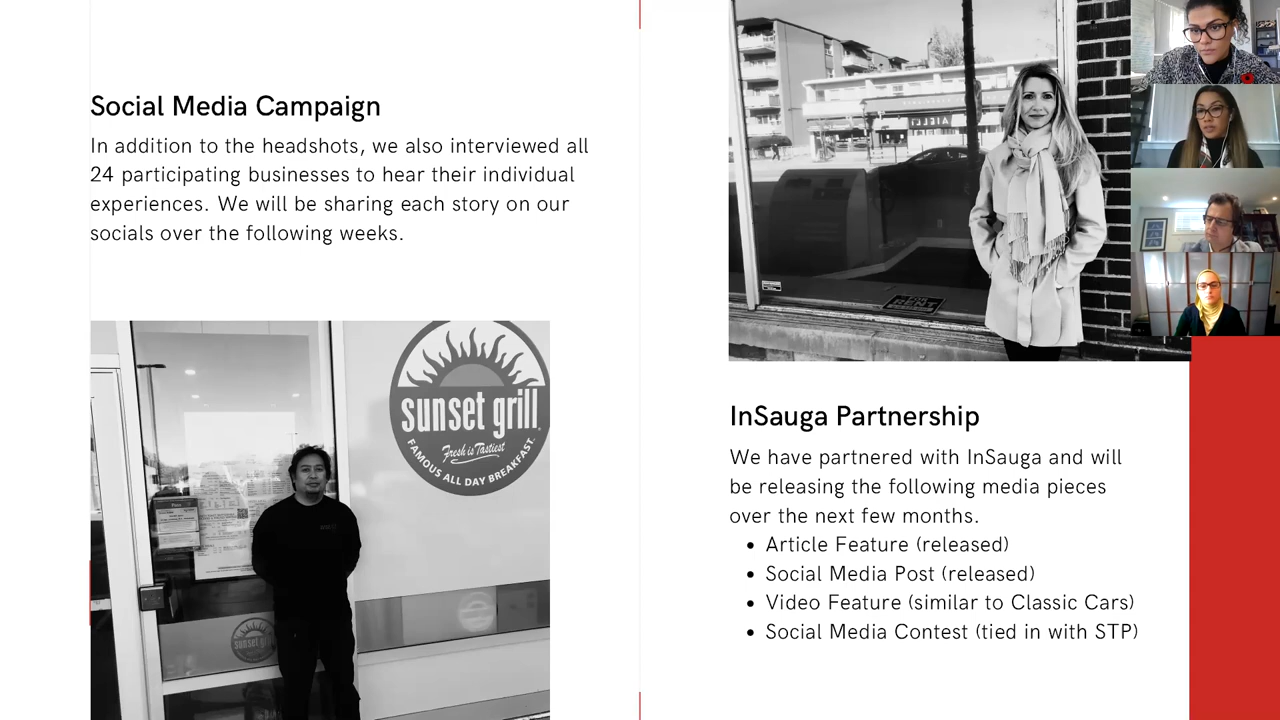 Social Media Campaign
In addition to the headshots, we also interviewed all
24 participating businesses to hear their individual
experiences. We will be sharing each story on our
socials over the following weeks.
sunset grill
Fresh is Tastiest
FAMOUS ALL DAY BREAKFAST.
sunset gr
FOR
RENT
InSauga Partnership
We have partnered with InSauga and will
be releasing the following media pieces
over the next few months.
• Article Feature (released)
• Social Media Post (released)
• Video Feature (similar to Classic Cars)
• Social Media Contest (tied in with STP)